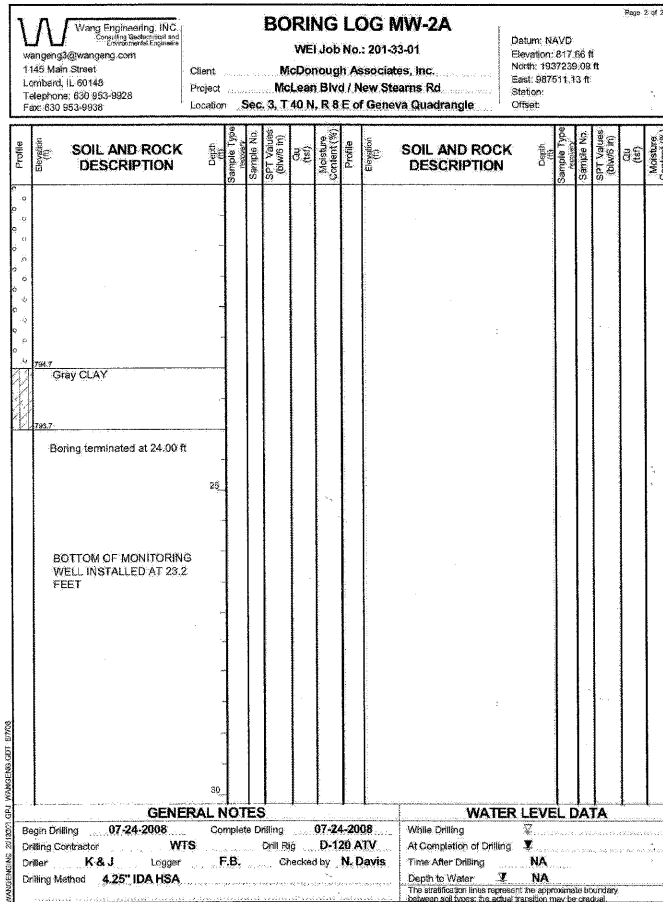 Page 2 of 2
Wang Engineering, INC.
Consulting Geotechnical and
Environmental Engineers
wangeng3@wangeng.com
1145 Main Street
Lombard, IL 60148
Telephone: 630 953-9928
Fax: 630 953-9938
BORING LOG MW-2A
WEI Job No.: 201-33-01
Client McDonough Associates, Inc.
Project McLean Blvd / New Stearns Rd
Location Sec. 3, T 40 N, R 8 E of Geneva Quadrangle
Datum: NAVD
Elevation: 817.66 ft
North: 1937239.09 ft
East: 987511.13 ft
Station:
Offset:
Profile Elevation (ft) SOIL AND ROCK DESCRIPTION Depth (ft) Sample Type recovery Sample No. SPT Values (blw/6 in) Qu (tsf) Moisture Content (%) Profile Elevation (ft) SOIL AND ROCK DESCRIPTION Depth (ft) Sample Type recovery Sample No. SPT Values (blw/6 in) Qu (tsf) Moisture Content (%)
794.7
Gray CLAY
793.7
Boring terminated at 24.00 ft
25
BOTTOM OF MONITORING
WELL INSTALLED AT 23.2
FEET
30
GENERAL NOTES
Begin Drilling 07-24-2008 Complete Drilling 07-24-2008
Drilling Contractor WTS Drill Rig D-120 ATV
Driller K & J Logger F.B. Checked by N. Davis
Drilling Method 4.25" IDA HSA
WATER LEVEL DATA
While Drilling
At Completion of Drilling
Time After Drilling NA
Depth to Water NA
The stratification lines represent the approximate boundary
between soil types; the actual transition may be gradual.